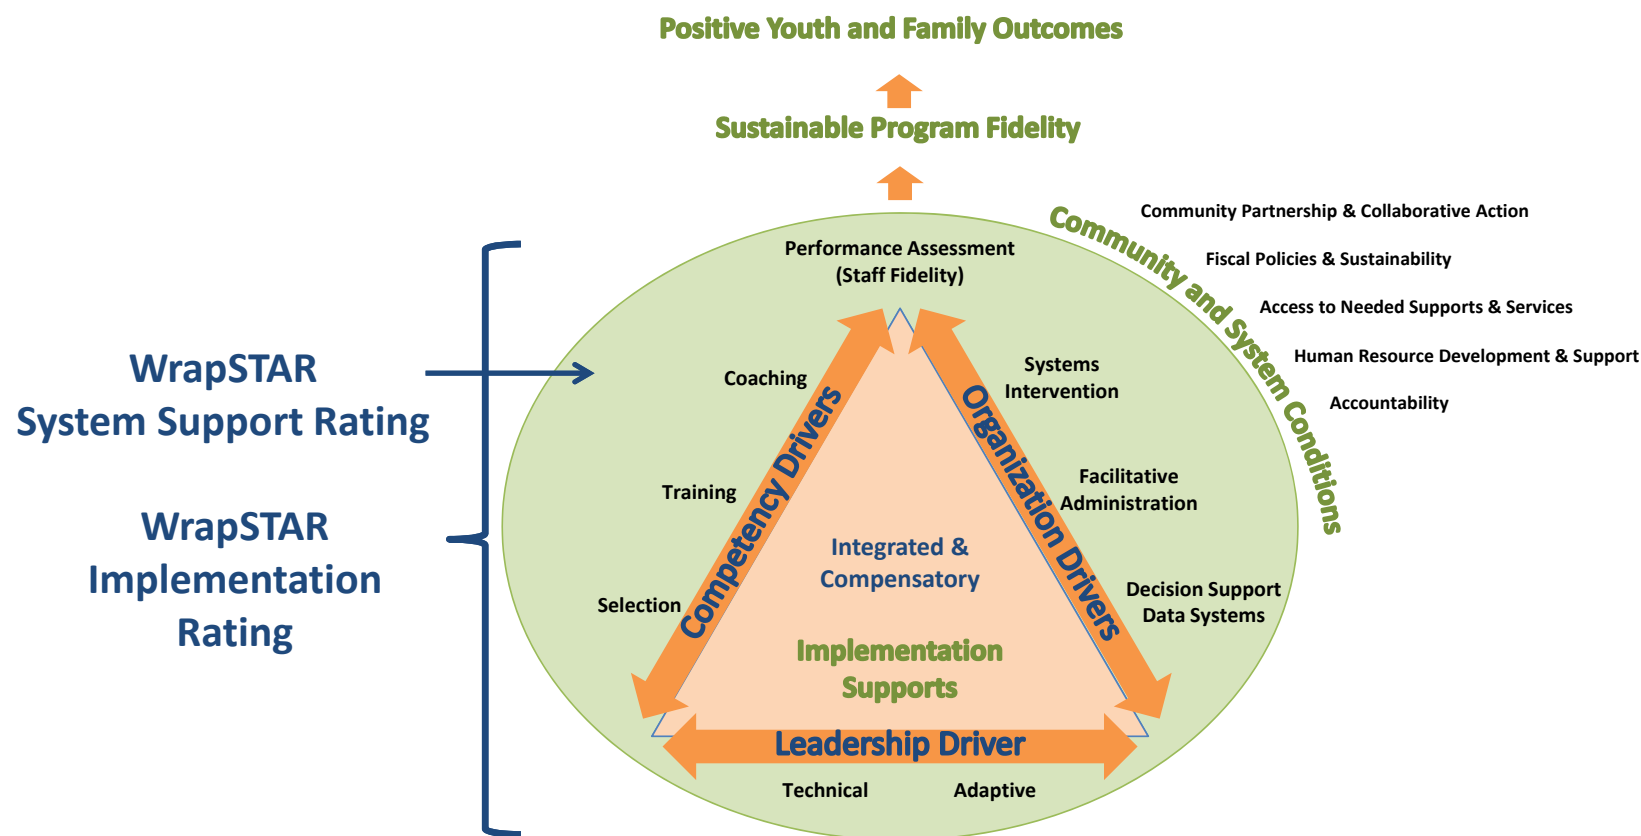 Positive Youth and Family Outcomes
Sustainable Program Fidelity
Community and System Conditions
Community Partnership & Collaborative Action
Fiscal Policies & Sustainability
Access to Needed Supports & Services
Human Resource Development & Support
Accountability
Performance Assessment
(Staff Fidelity)
WrapSTAR
System Support Rating
WrapSTAR
Implementation
Rating
Coaching
Training
Selection
Competency Drivers
Organization Drivers
Systems
Intervention
Facilitative
Administration
Decision Support
Data Systems
Integrated &
Compensatory
Implementation
Supports
Leadership Driver
Technical
Adaptive